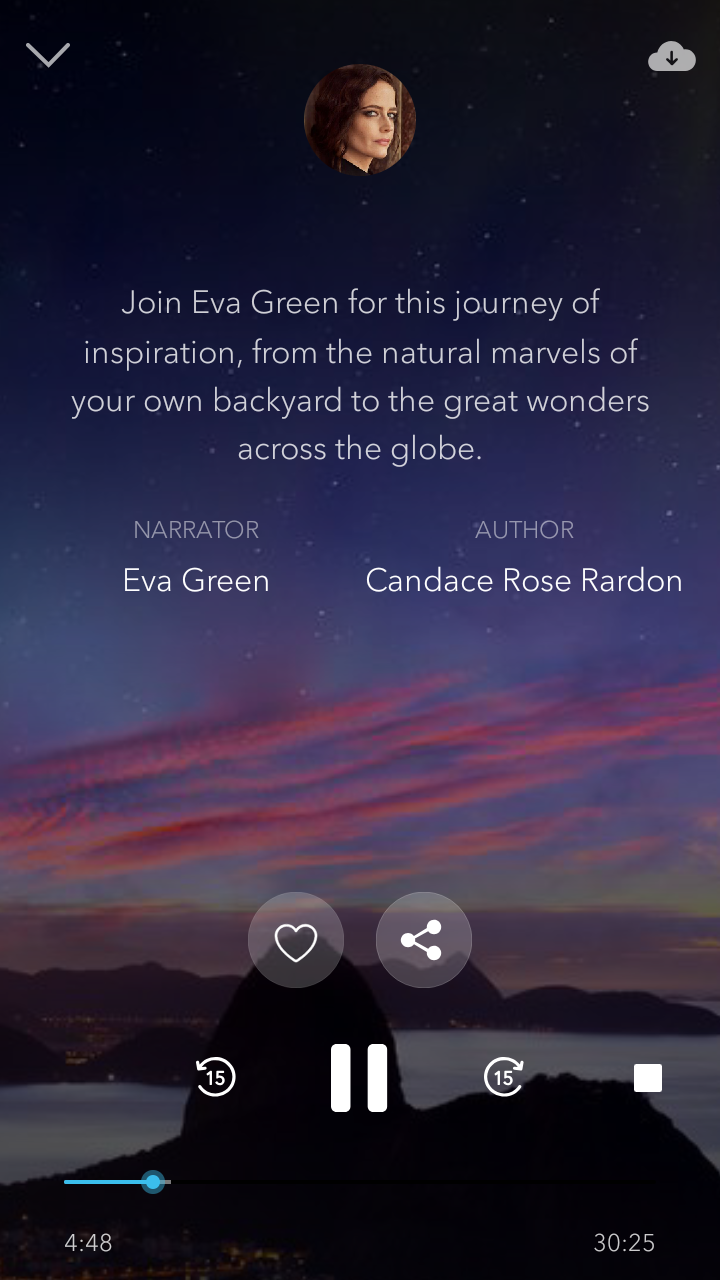 Join Eva Green for this journey of
inspiration, from the natural marvels of
your own backyard to the great wonders
across the globe.
NARRATOR
AUTHOR
Eva Green
Candace Rose Rardon
15
15
4:48
30:25